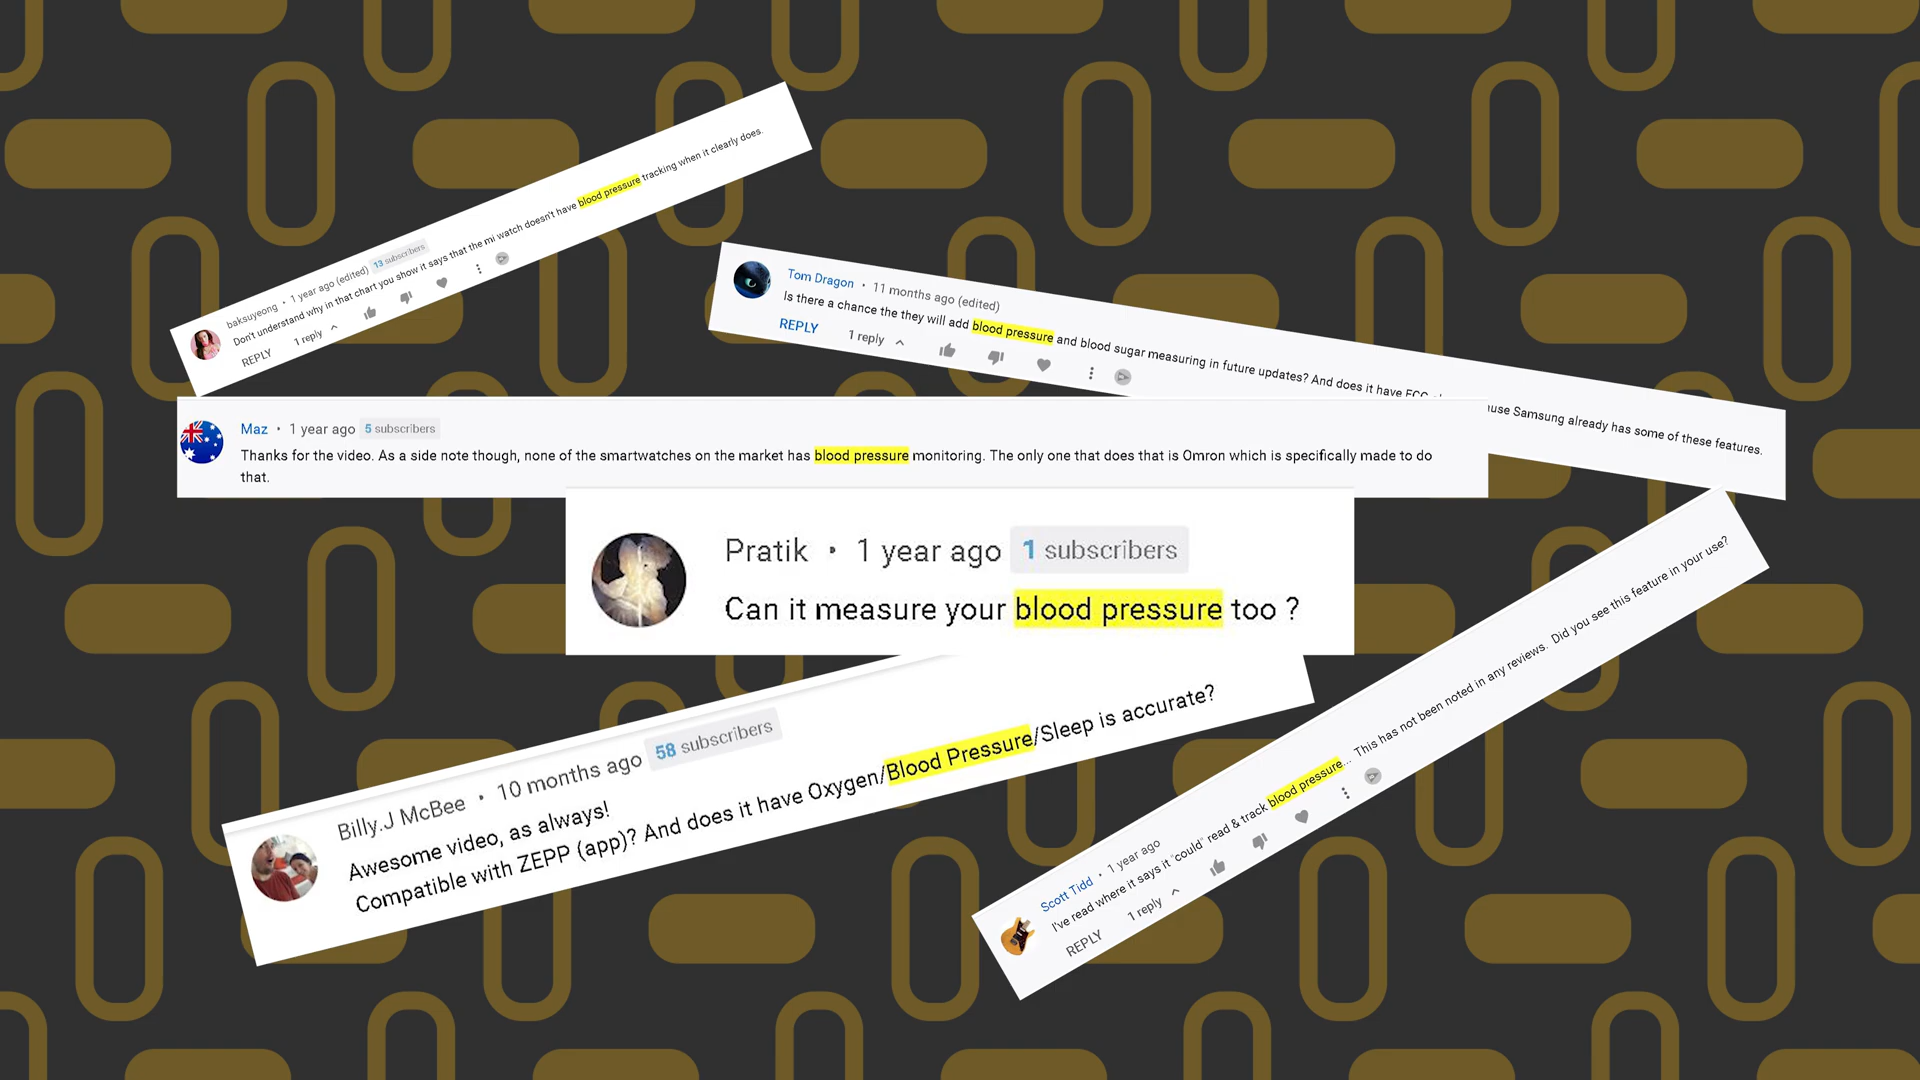 baksuyeong • 1 year ago (edited) 13 subscribers
Don't understand why in that chart you show it says that the mi watch doesn't have blood pressure tracking when it clearly does.
REPLY 1 reply
Tom Dragon • 11 months ago (edited)
Is there a chance the they will add blood pressure and blood sugar measuring in future updates? And does it have ECG Samsung already has some of these features.
REPLY 1 reply
Maz • 1 year ago 5 subscribers
Thanks for the video. As a side note though, none of the smartwatches on the market has blood pressure monitoring. The only one that does that is Omron which is specifically made to do
that.
Pratik • 1 year ago 1 subscribers
Can it measure your blood pressure too ?
Billy.J McBee • 10 months ago 58 subscribers
Awesome video, as always!
Compatible with ZEPP (app)? And does it have Oxygen/Blood Pressure/Sleep is accurate?
Scott Tidd • 1 year ago
I've read where it says it "could" read & track blood pressure... This has not been noted in any reviews. Did you see this feature in your use?
REPLY 1 reply